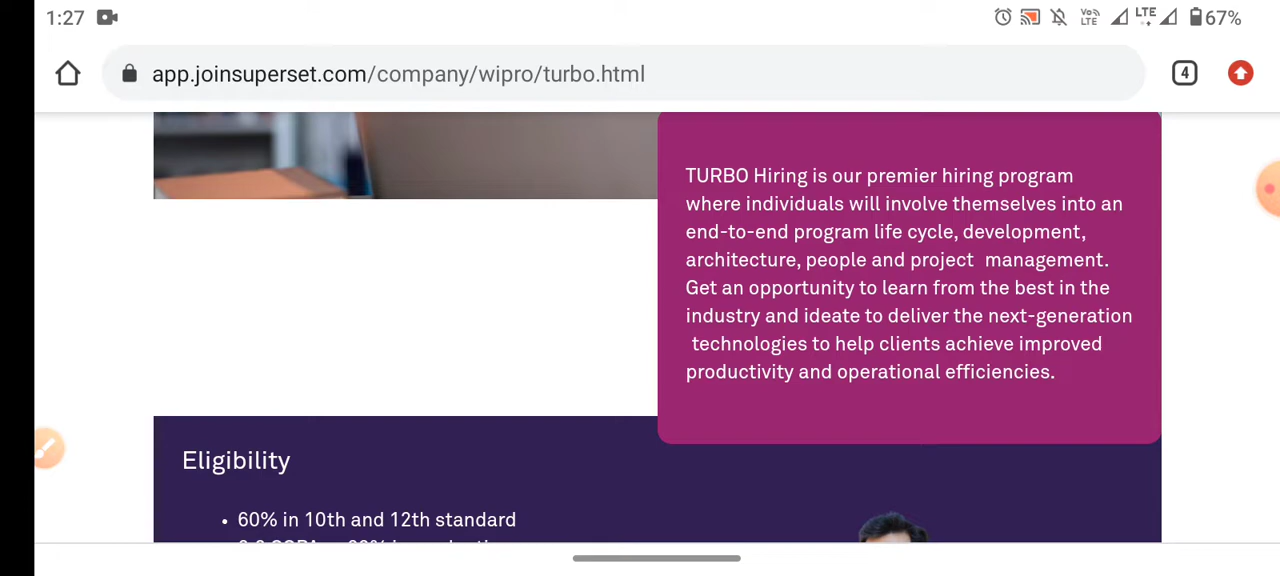 1:27
Vo) LTE
LTE
67%
app.joinsuperset.com/company/wipro/turbo.html
4
TURBO Hiring is our premier hiring program
where individuals will involve themselves into an
end-to-end program life cycle, development,
architecture, people and project management.
Get an opportunity to learn from the best in the
industry and ideate to deliver the next-generation
technologies to help clients achieve improved
productivity and operational efficiencies.
Eligibility
• 60% in 10th and 12th standard